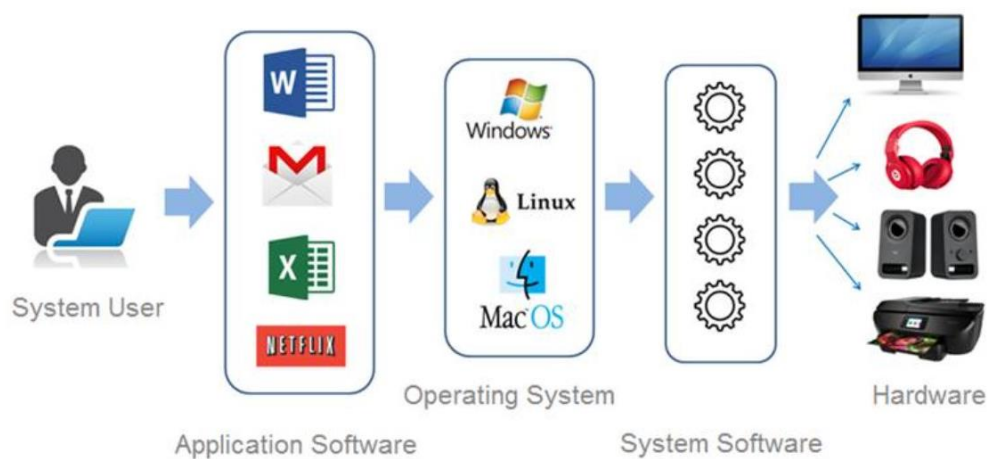 W
Windows
M
Linux
X
NETFLIX
Mac OS
System User
Operating System
Hardware
Application Software
System Software